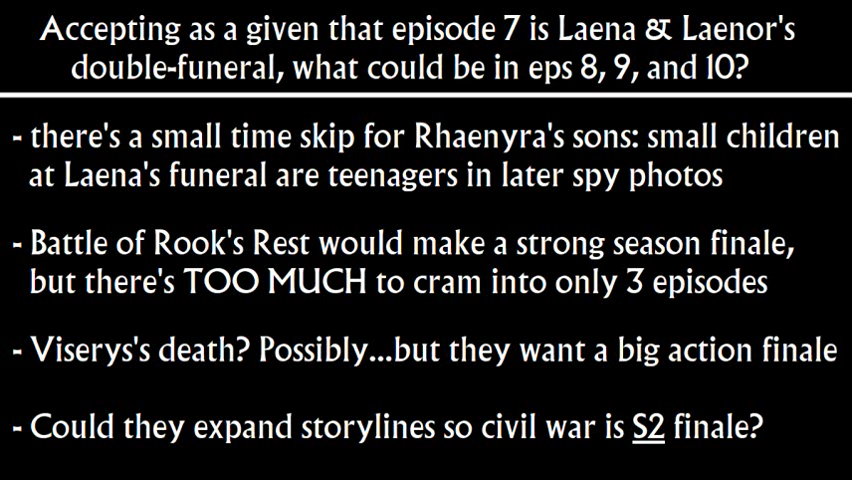 Accepting as a given that episode 7 is Laena & Laenor's
double-funeral, what could be in eps 8, 9, and 10?
- there's a small time skip for Rhaenyra's sons: small children
at Laena's funeral are teenagers in later spy photos
- Battle of Rook's Rest would make a strong season finale,
but there's TOO MUCH to cram into only 3 episodes
- Viserys's death? Possibly...but they want a big action finale
- Could they expand storylines so civil war is S2 finale?